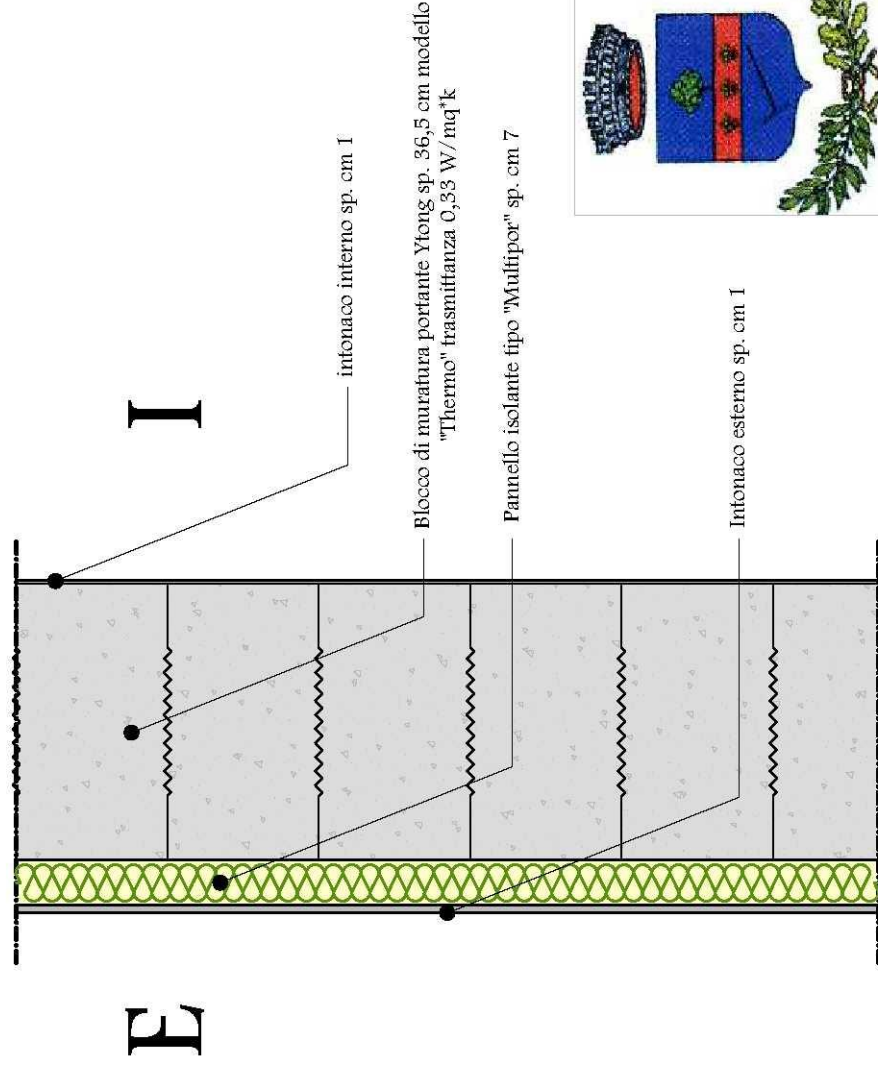 I
E
intonaco interno sp. cm 1
Blocco di muratura portante Ytong sp. 36,5 cm modello
"Thermo" trasmittanza 0,33 W/mq*k
Pannello isolante tipo "Multipor" sp. cm 7
Intonaco esterno sp. cm 1